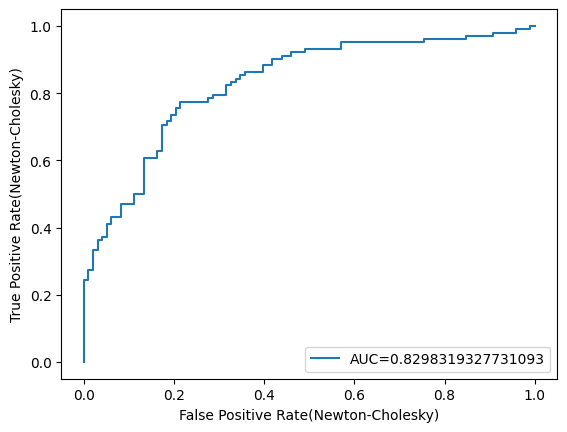 1.0
0.8
0.6
0.4
0.2
0.0
True Positive Rate(Newton-Cholesky)
AUC=0.8298319327731093
0.0 0.2 0.4 0.6 0.8 1.0
False Positive Rate(Newton-Cholesky)